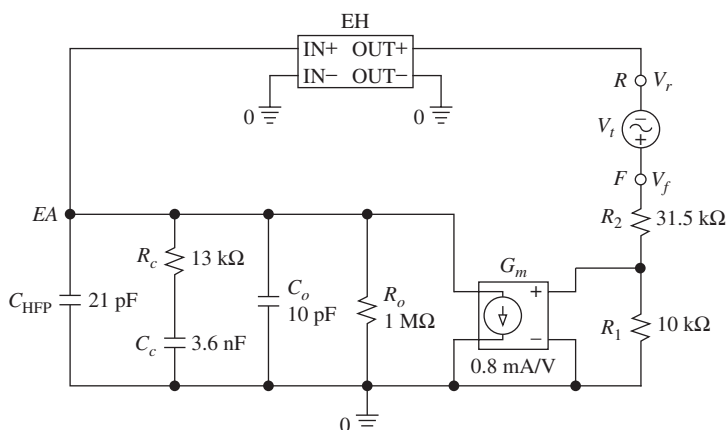 EH
IN+ OUT+
IN− OUT−
0
0
R
V_r
V_t
−
+
F
V_f
EA
R_2
31.5 kΩ
R_c
13 kΩ
C_HFP
21 pF
C_o
10 pF
R_o
1 MΩ
G_m
+
−
R_1
10 kΩ
C_c
3.6 nF
0.8 mA/V
0